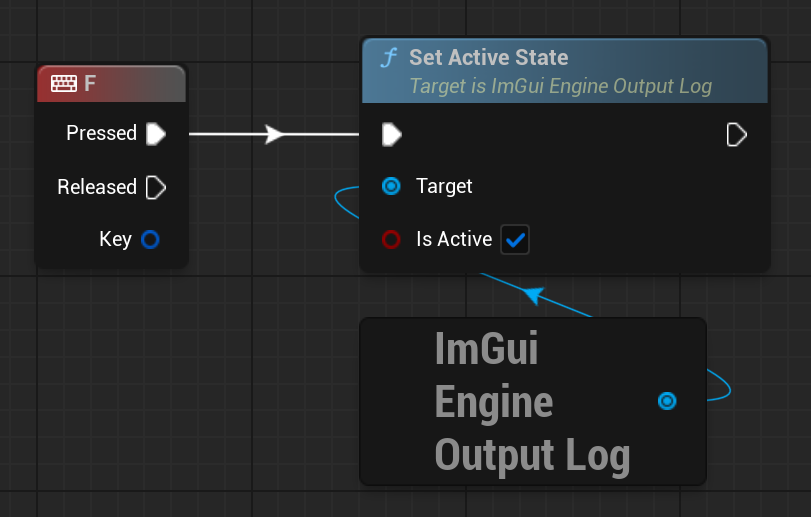 F
Pressed
Released
Key
Set Active State
Target is ImGui Engine Output Log
Target
Is Active
ImGui
Engine
Output Log